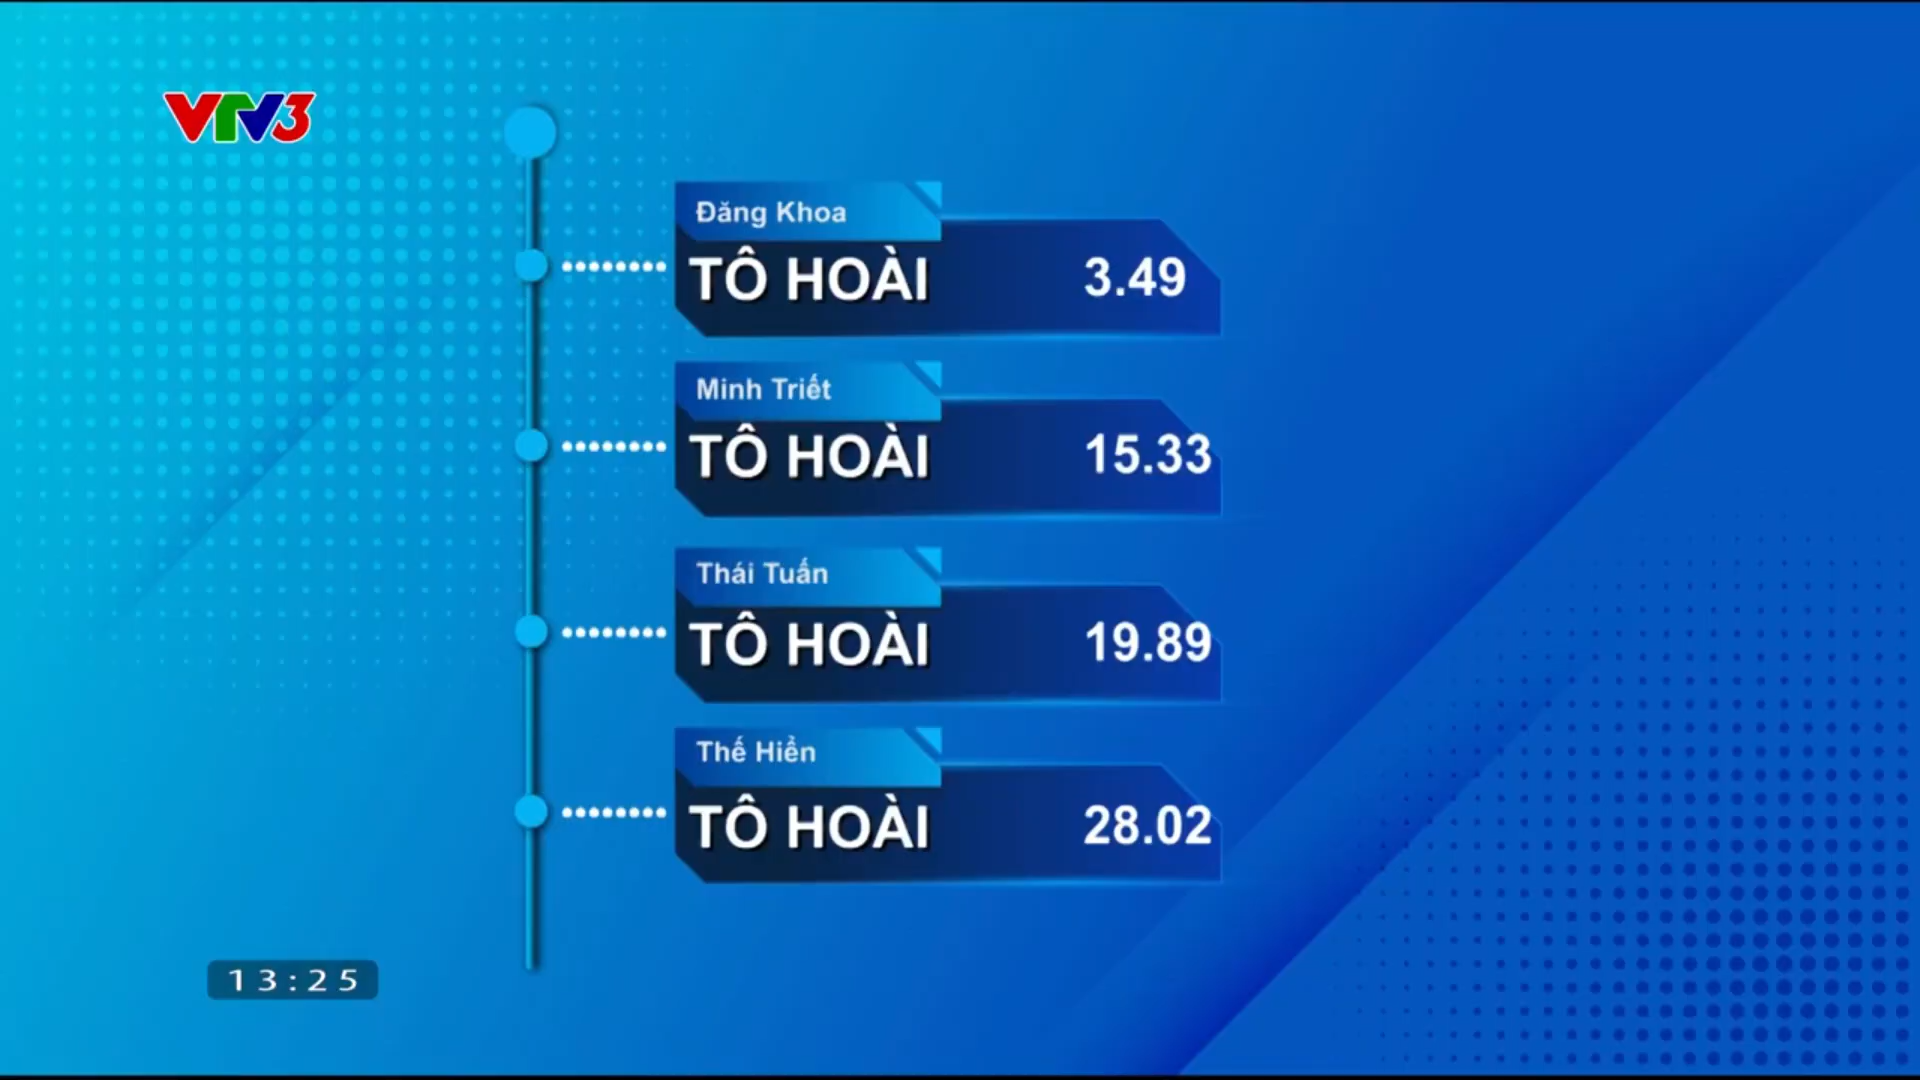 VTV3
Đăng Khoa
TÔ HOÀI 3.49
Minh Triết
TÔ HOÀI 15.33
Thái Tuấn
TÔ HOÀI 19.89
Thế Hiển
TÔ HOÀI 28.02
13:25